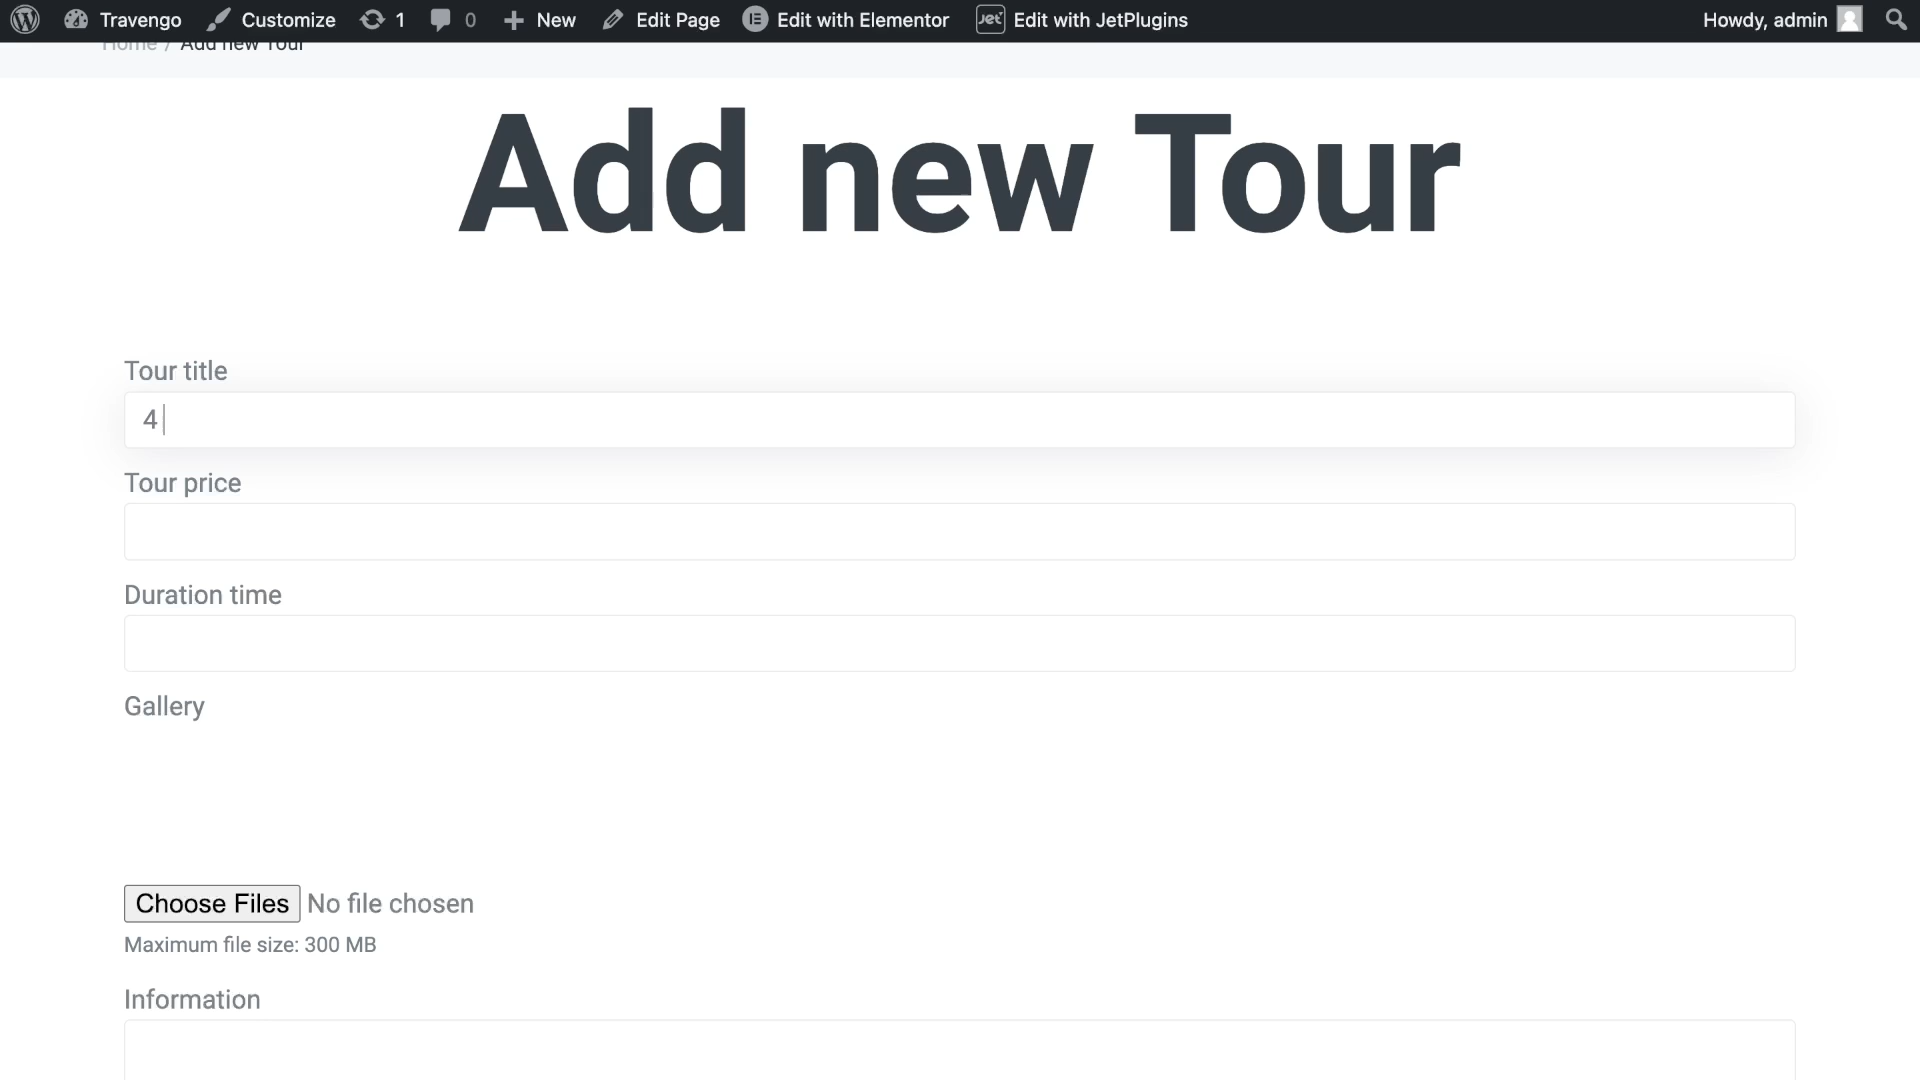 Travengo Customize 1 0 New Edit Page Edit with Elementor Jet Edit with JetPlugins Howdy, admin
Home / Add new Tour
Add new Tour
Tour title
4
Tour price
Duration time
Gallery
Choose Files No file chosen
Maximum file size: 300 MB
Information